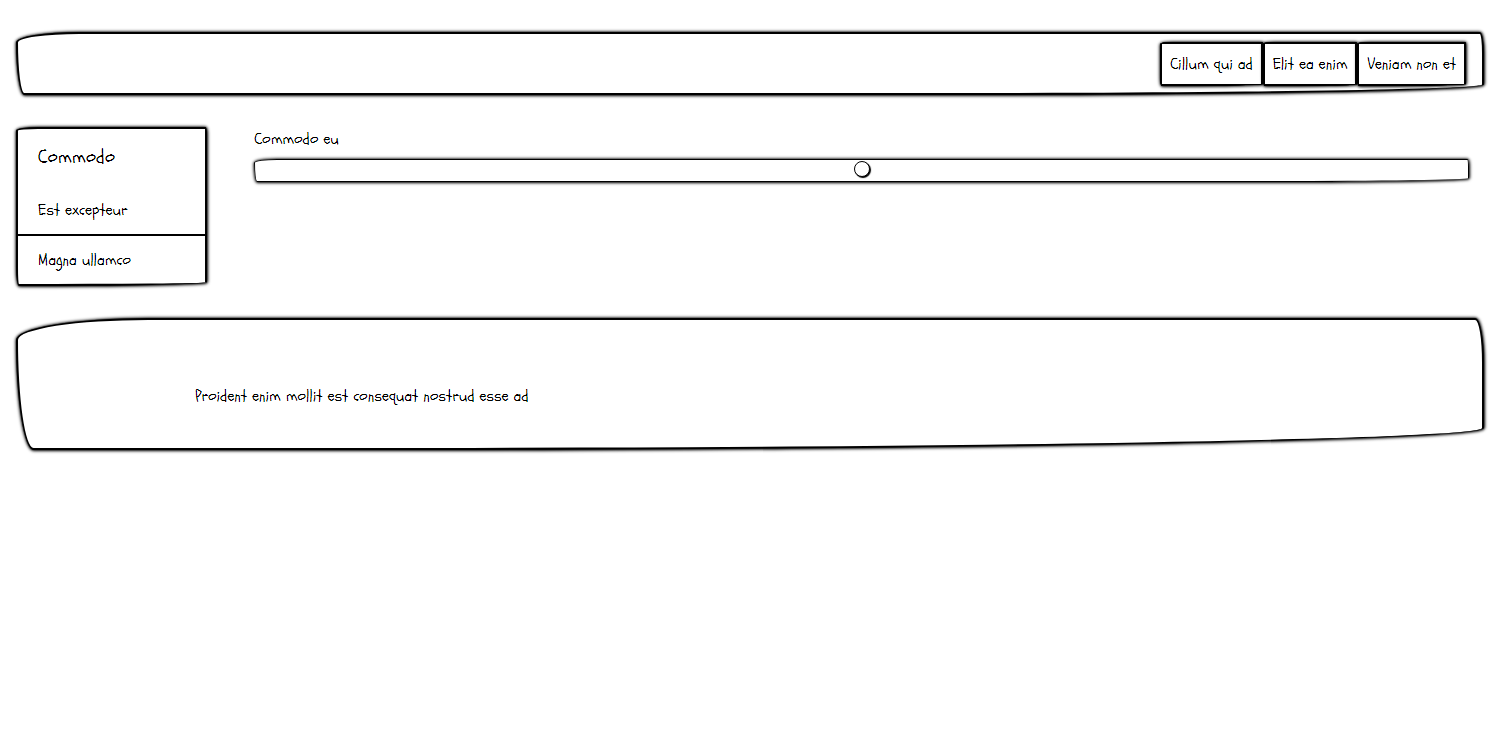 Cillum qui ad
Elit ea enim
Veniam non et
Commodo
Est excepteur
Magna ullamco
Commodo eu
Proident enim mollit est consequat nostrud esse ad